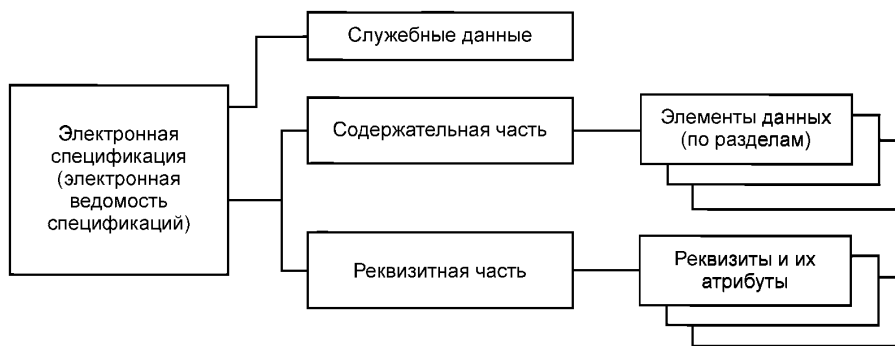 Служебные данные
Электронная
спецификация
(электронная
ведомость
спецификаций)
Содержательная часть
Элементы данных
(по разделам)
Реквизитная часть
Реквизиты и их
атрибуты